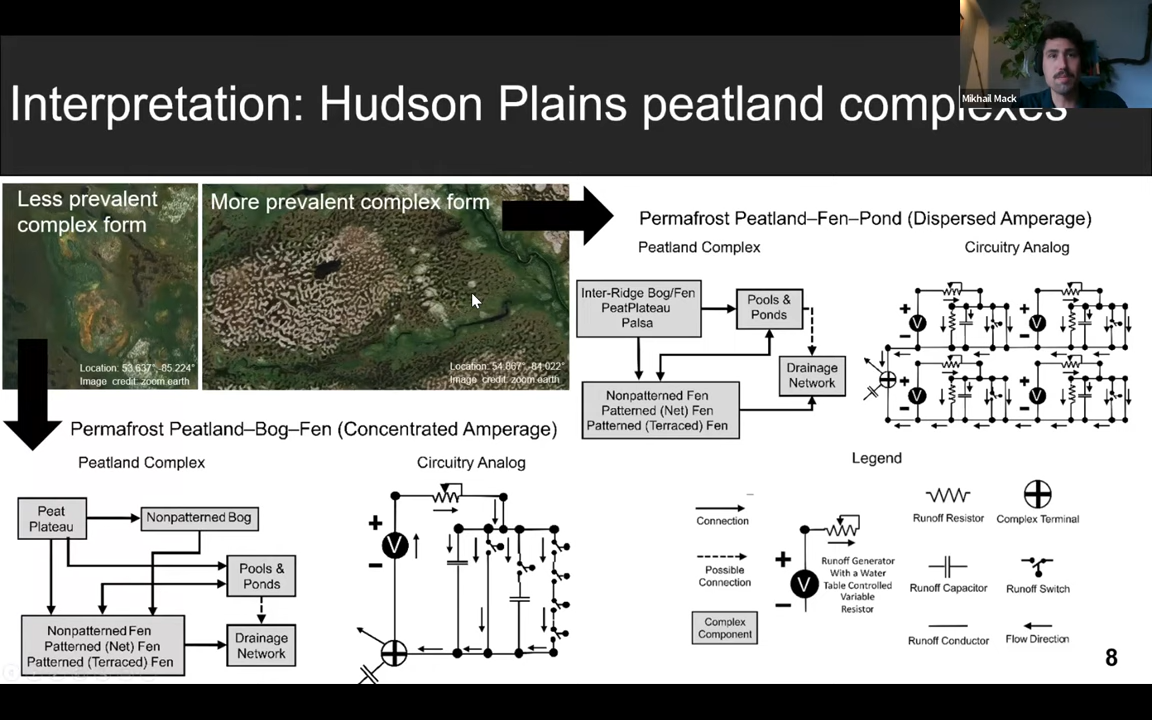 Interpretation: Hudson Plains peatland complexes
Mikhail Mack
Less prevalent
complex form
Location: 53.637°, -85.224°
Image credit: zoom earth
More prevalent complex form
Location: 54.867°, -84.022°
Image credit: zoom earth
Permafrost Peatland–Fen–Pond (Dispersed Amperage)
Peatland Complex
Circuitry Analog
Inter-Ridge Bog/Fen
PeatPlateau
Palsa
Pools &
Ponds
Drainage
Network
Nonpatterned Fen
Patterned (Net) Fen
Patterned (Terraced) Fen
+
V
−
+
V
−
+
V
−
+
V
−
Permafrost Peatland–Bog–Fen (Concentrated Amperage)
Peatland Complex
Circuitry Analog
Peat
Plateau
Nonpatterned Bog
Pools &
Ponds
Nonpatterned Fen
Patterned (Net) Fen
Patterned (Terraced) Fen
Drainage
Network
+
V
−
Legend
Connection
Possible
Connection
Complex
Component
+
V
−
Runoff Generator
With a Water
Table Controlled
Variable
Resistor
Runoff Resistor
Complex Terminal
Runoff Capacitor
Runoff Switch
Runoff Conductor
Flow Direction
8